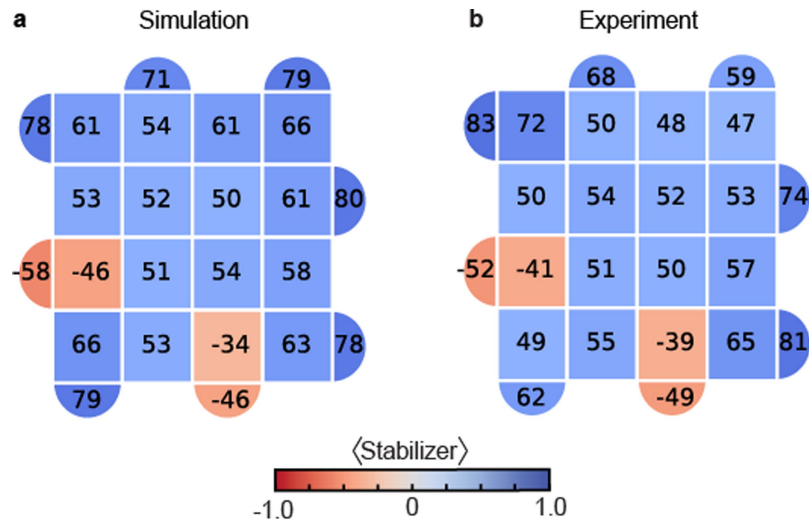 a Simulation b Experiment
71 79 68 59
78 61 54 61 66 83 72 50 48 47
53 52 50 61 80 50 54 52 53 74
-58 -46 51 54 58 -52 -41 51 50 57
66 53 -34 63 78 49 55 -39 65 81
79 -46 62 -49
⟨Stabilizer⟩
-1.0 0 1.0